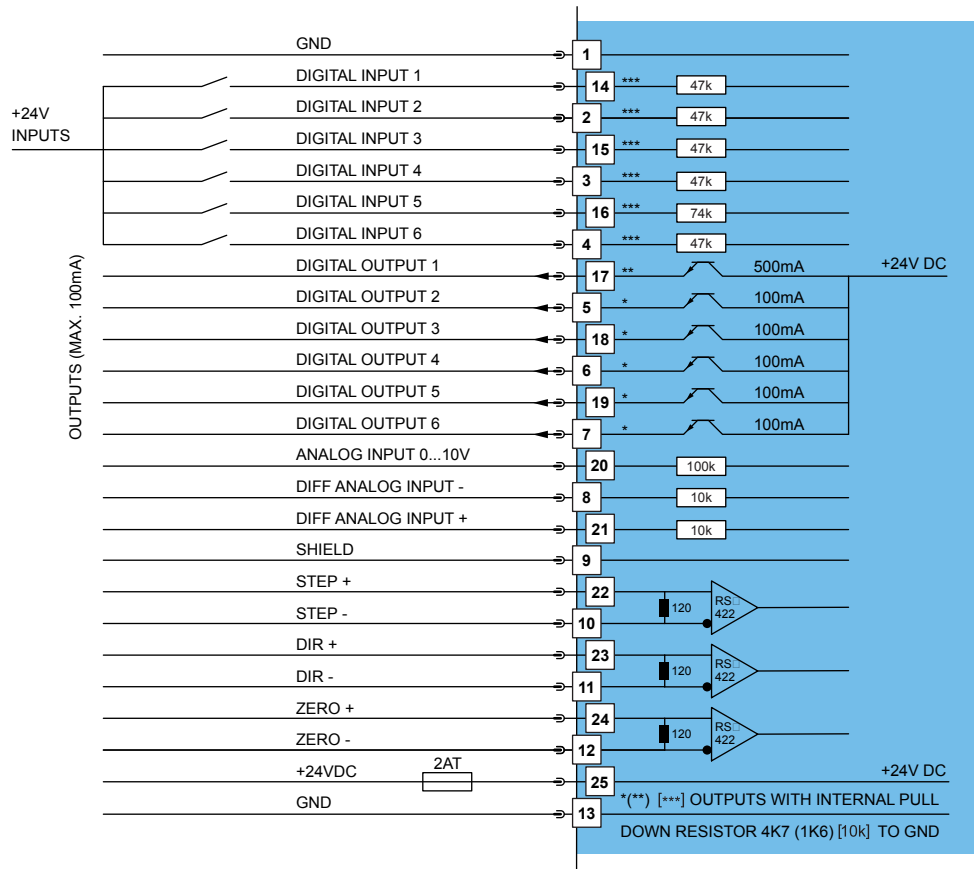 GND 1
DIGITAL INPUT 1 14 *** 47k
DIGITAL INPUT 2 2 *** 47k
+24V
INPUTS
DIGITAL INPUT 3 15 *** 47k
DIGITAL INPUT 4 3 *** 47k
DIGITAL INPUT 5 16 *** 74k
DIGITAL INPUT 6 4 *** 47k
OUTPUTS (MAX. 100mA)
DIGITAL OUTPUT 1 17 ** 500mA +24V DC
DIGITAL OUTPUT 2 5 * 100mA
DIGITAL OUTPUT 3 18 * 100mA
DIGITAL OUTPUT 4 6 * 100mA
DIGITAL OUTPUT 5 19 * 100mA
DIGITAL OUTPUT 6 7 * 100mA
ANALOG INPUT 0...10V 20 100k
DIFF ANALOG INPUT - 8 10k
DIFF ANALOG INPUT + 21 10k
SHIELD 9
STEP + 22
120 RS□
422
STEP - 10
DIR + 23
120 RS□
422
DIR - 11
ZERO + 24
120 RS□
422
ZERO - 12
+24VDC 2AT 25 +24V DC
GND 13
*(**) [***] OUTPUTS WITH INTERNAL PULL
DOWN RESISTOR 4K7 (1K6) [10k] TO GND